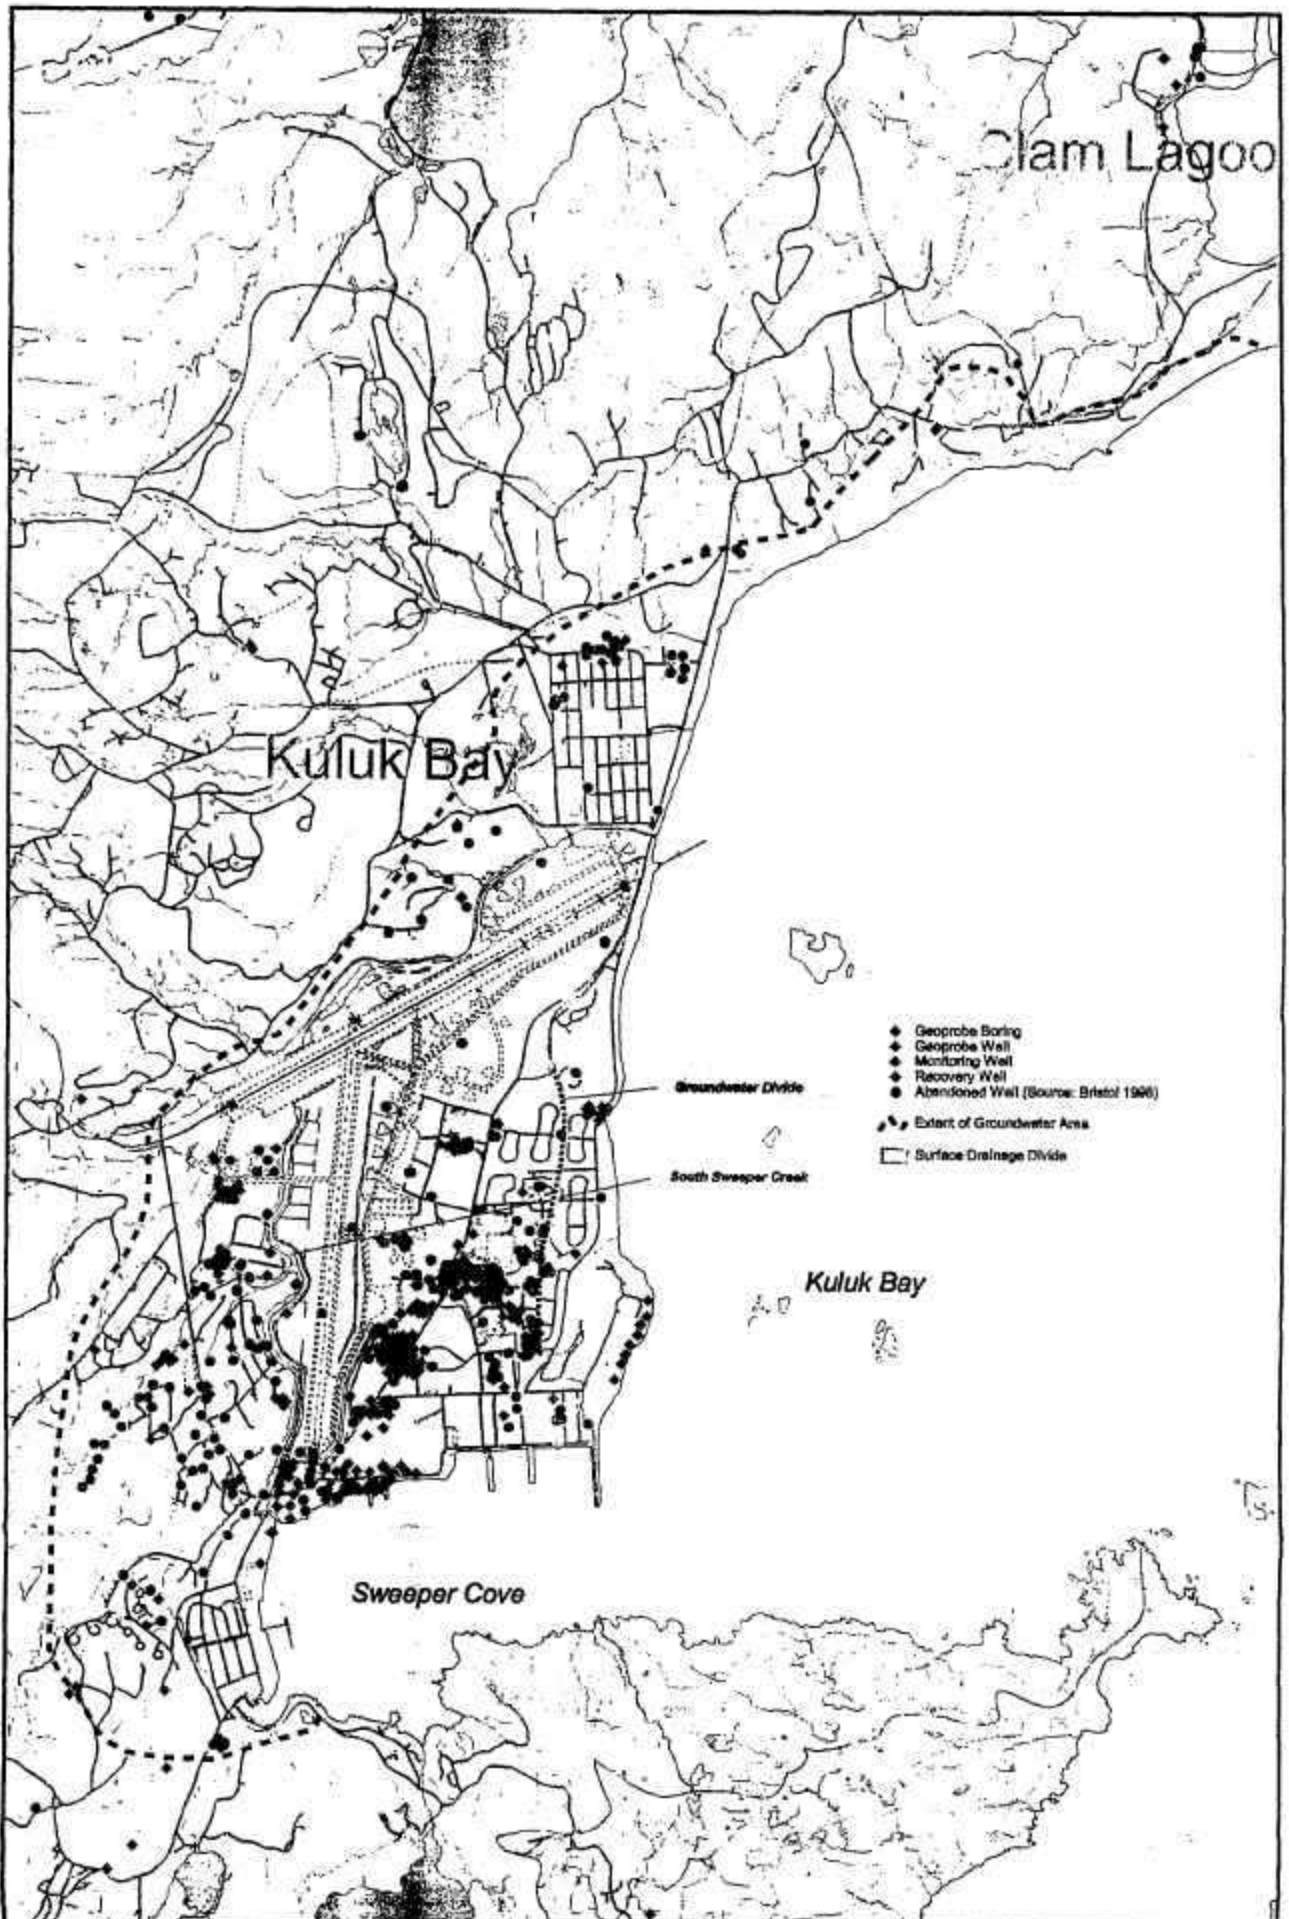 Clam Lagoo
Kuluk Bay
Geoprobe Boring
Geoprobe Well
Monitoring Well
Recovery Well
Abandoned Well (Source: Bristol 1996)
Extent of Groundwater Area
Surface Drainage Divide
Groundwater Divide
South Sweeper Creek
Kuluk Bay
Sweeper Cove